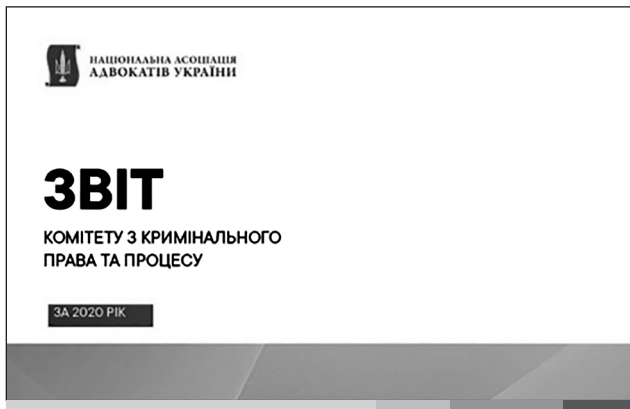 НАЦІОНАЛЬНА АСОЦІАЦІЯ
АДВОКАТІВ УКРАЇНИ
ЗВІТ
КОМІТЕТУ З КРИМІНАЛЬНОГО
ПРАВА ТА ПРОЦЕСУ
ЗА 2020 РІК